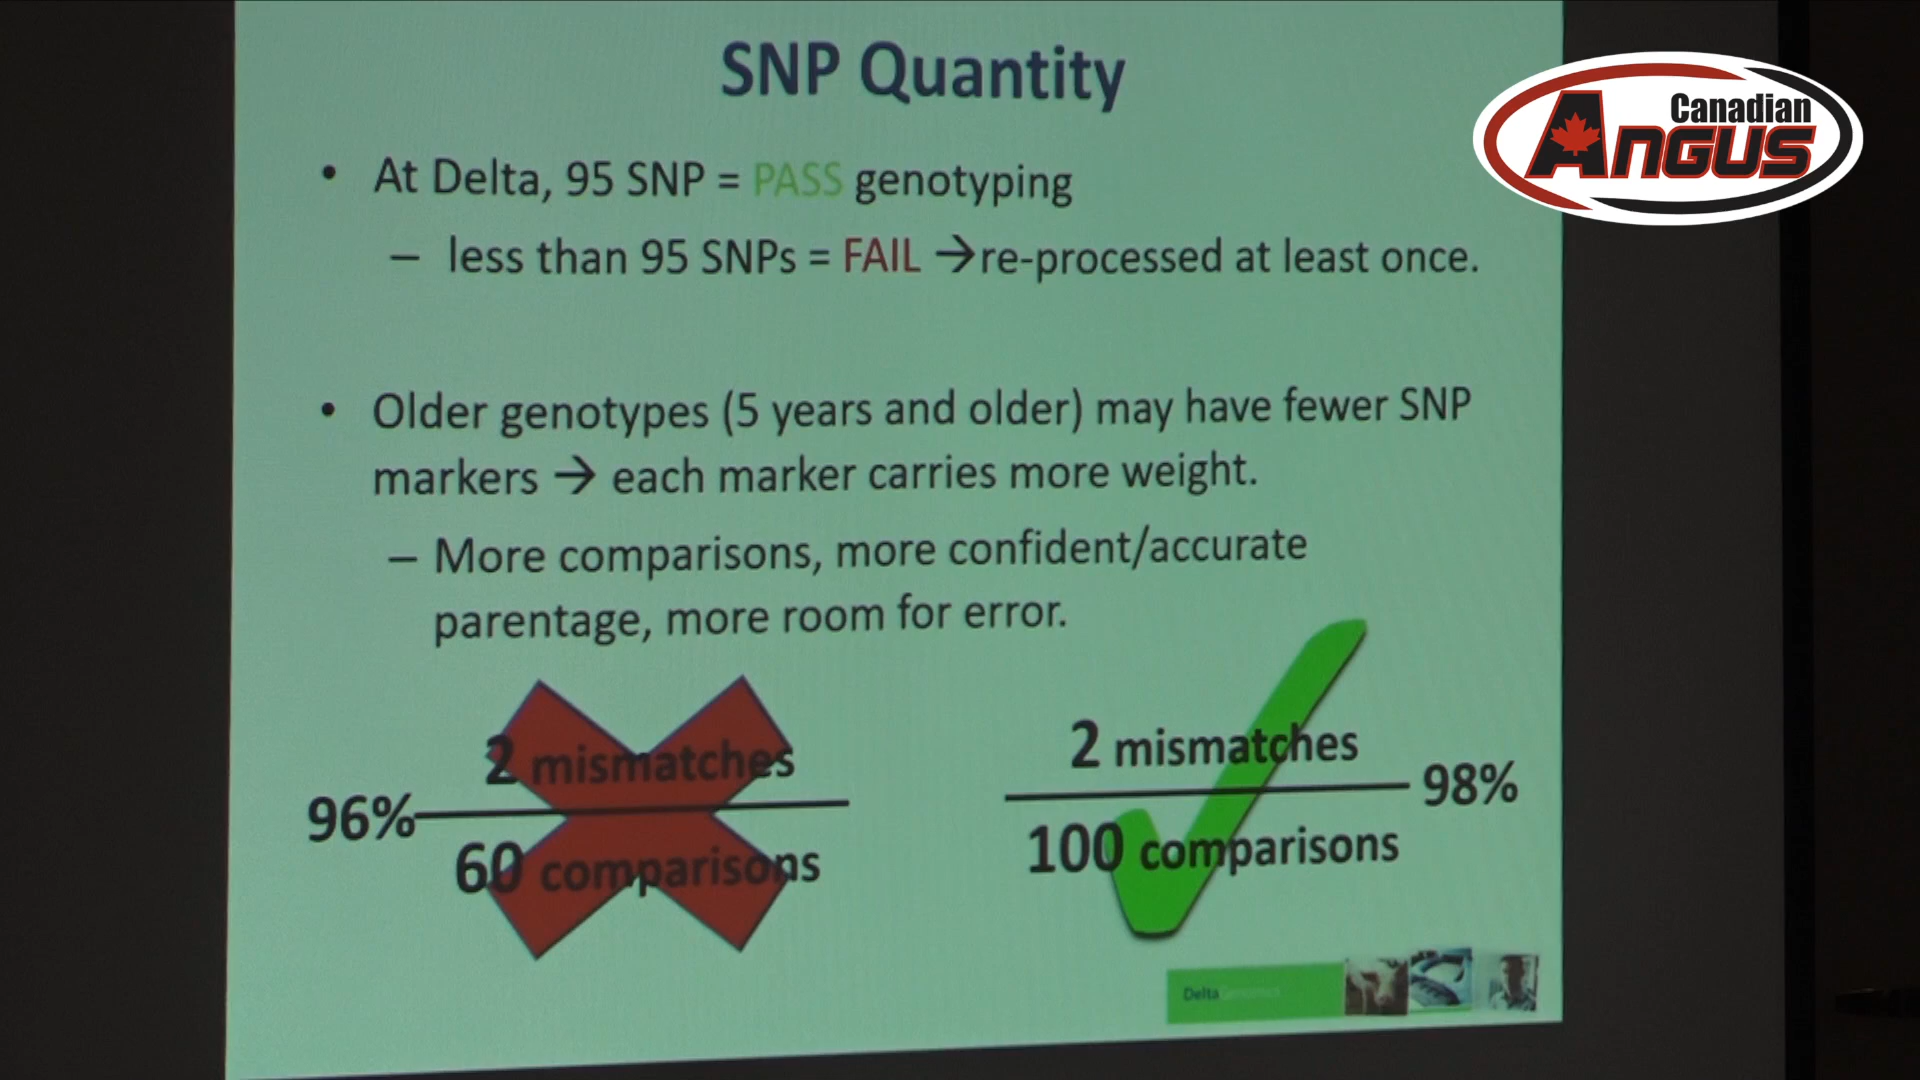 SNP Quantity
Canadian
Angus
• At Delta, 95 SNP = PASS genotyping
– less than 95 SNPs = FAIL →re-processed at least once.
• Older genotypes (5 years and older) may have fewer SNP
markers → each marker carries more weight.
– More comparisons, more confident/accurate
parentage, more room for error.
2 mismatches
96%
60 comparisons
2 mismatches
98%
100 comparisons
Delta